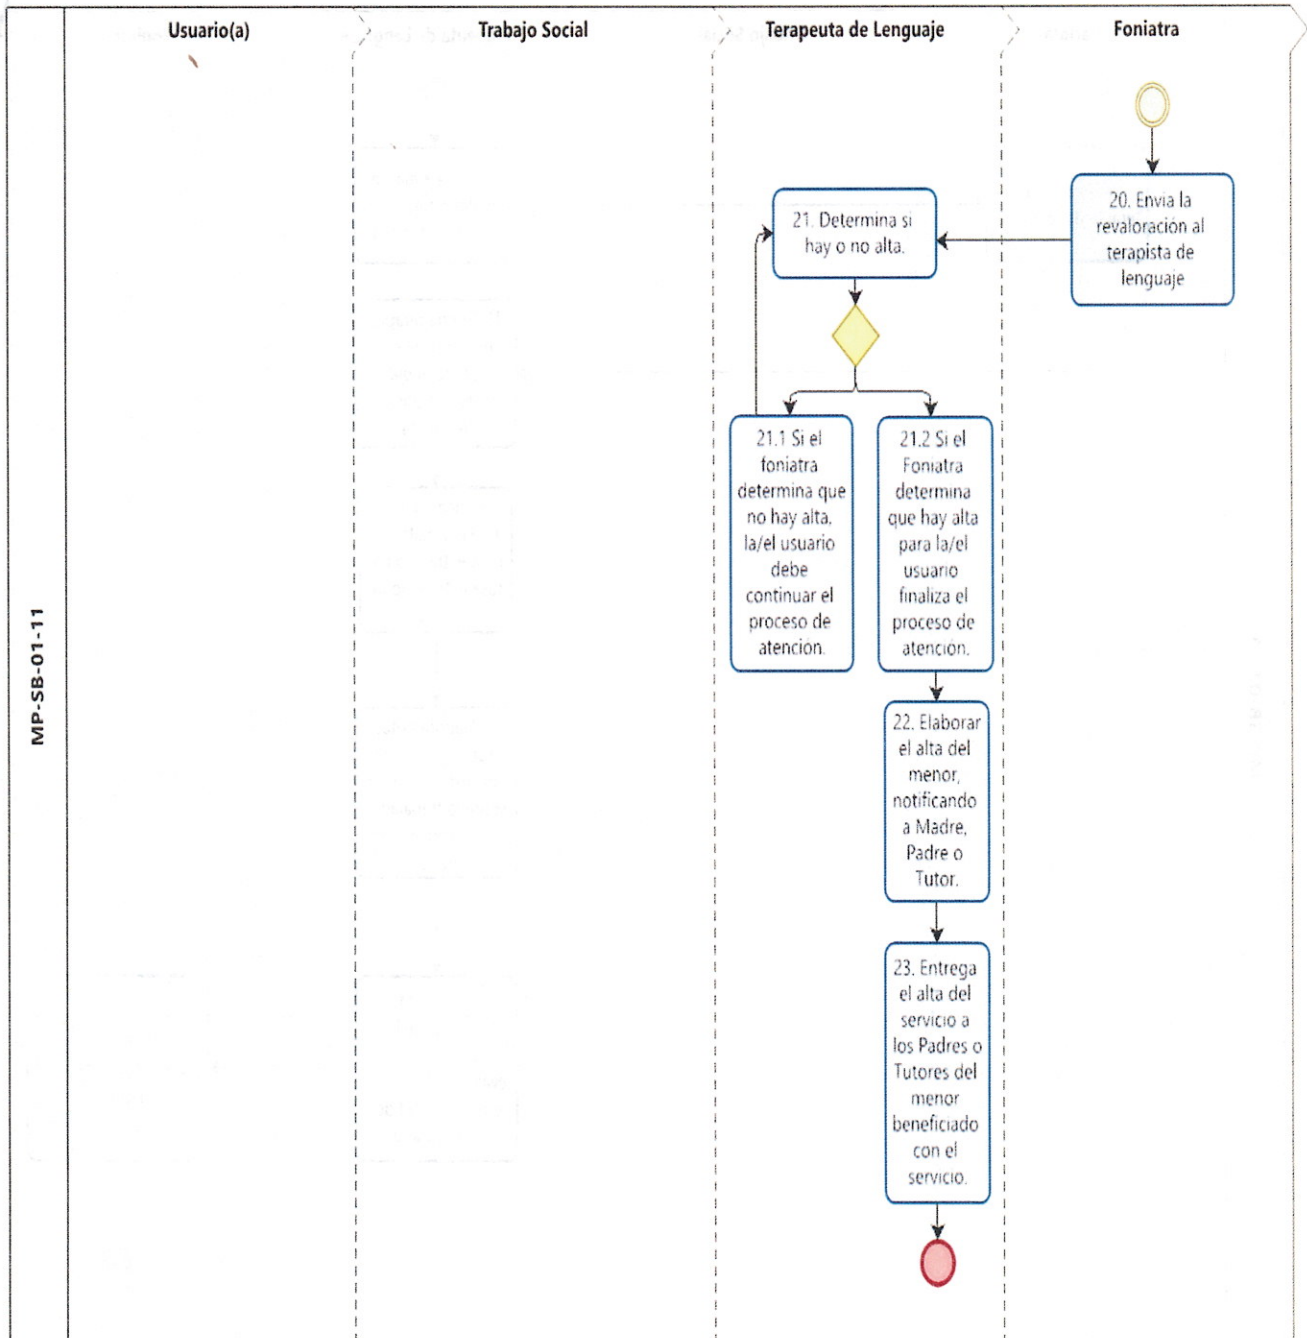 Usuario(a)
Trabajo Social
Terapeuta de Lenguaje
Foniatra
MP-SB-01-11
20. Envia la
revaloración al
terapista de
lenguaje
21. Determina si
hay o no alta.
21.1 Si el
foniatra
determina que
no hay alta,
la/el usuario
debe
continuar el
proceso de
atención.
21.2 Si el
Foniatra
determina
que hay alta
para la/el
usuario
finaliza el
proceso de
atención.
22. Elaborar
el alta del
menor,
notificando
a Madre,
Padre o
Tutor.
23. Entrega
el alta del
servicio a
los Padres o
Tutores del
menor
beneficiado
con el
servicio.